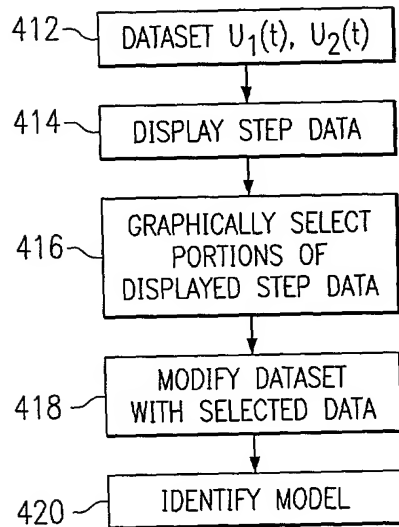 412
DATASET U₁(t), U₂(t)
414
DISPLAY STEP DATA
416
GRAPHICALLY SELECT
PORTIONS OF
DISPLAYED STEP DATA
418
MODIFY DATASET
WITH SELECTED DATA
420
IDENTIFY MODEL